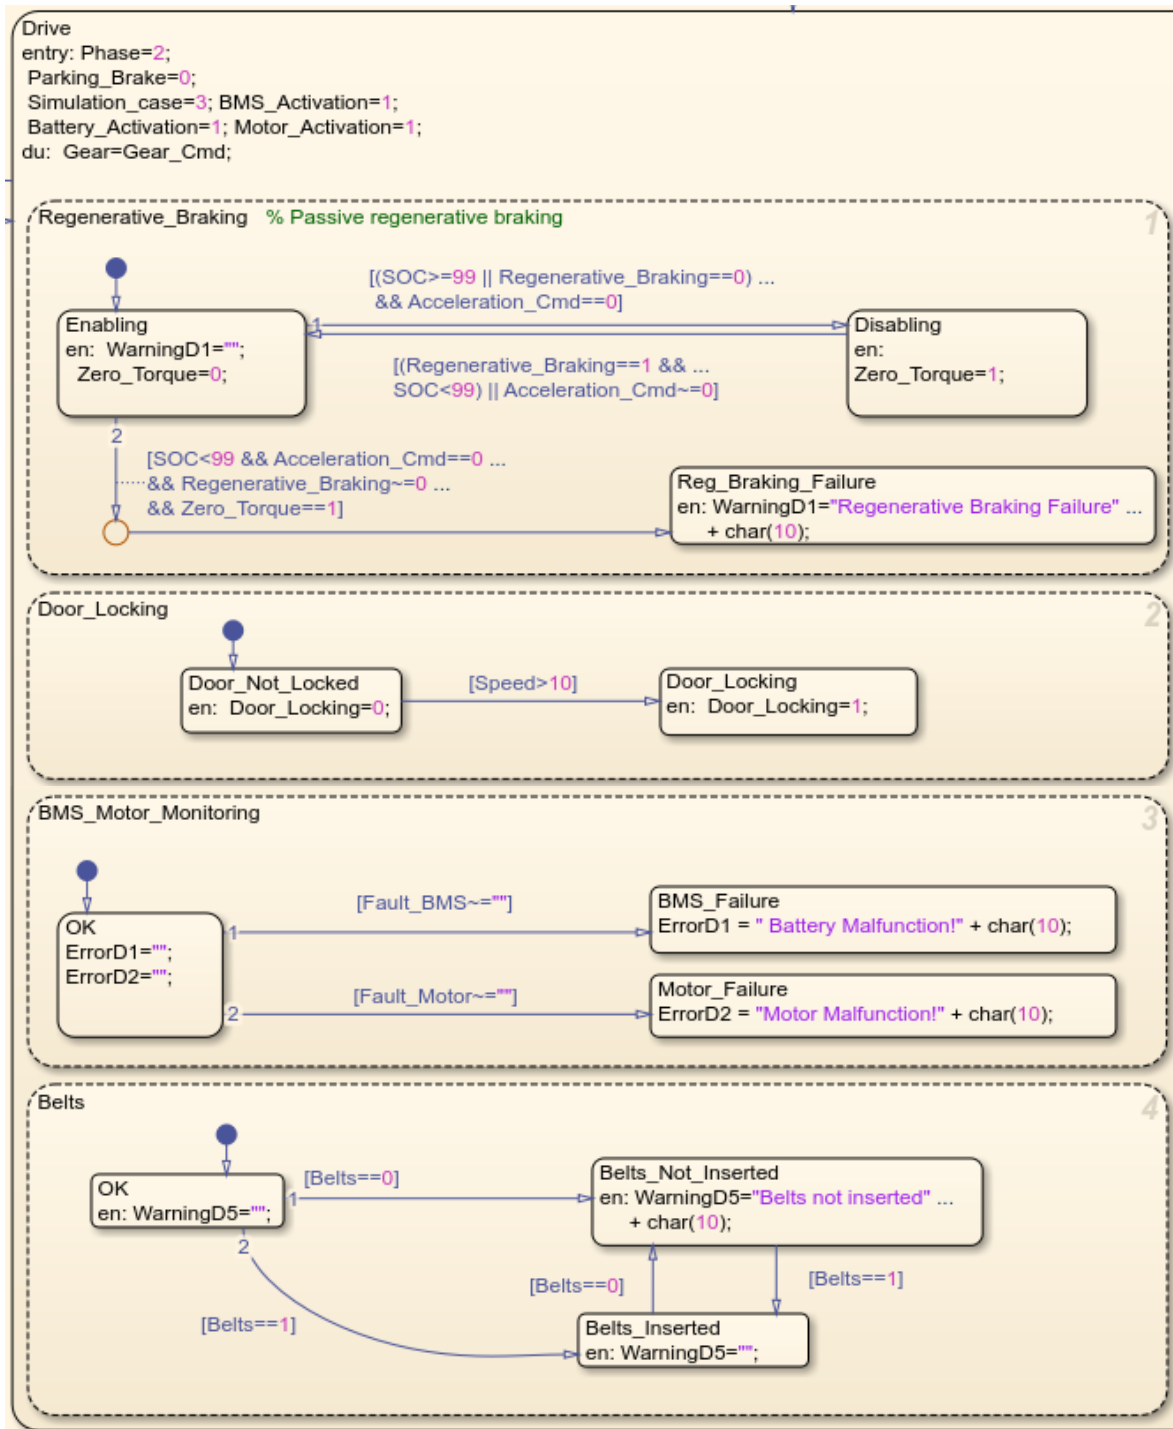 Drive
entry: Phase=2;
Parking_Brake=0;
Simulation_case=3; BMS_Activation=1;
Battery_Activation=1; Motor_Activation=1;
du: Gear=Gear_Cmd;
Regenerative_Braking % Passive regenerative braking
1
[(SOC>=99 || Regenerative_Braking==0) ...
&& Acceleration_Cmd==0]
Enabling
en: WarningD1="";
Zero_Torque=0;
1
Disabling
en:
Zero_Torque=1;
[(Regenerative_Braking==1 && ...
SOC<99) || Acceleration_Cmd~=0]
2
[SOC<99 && Acceleration_Cmd==0 ...
&& Regenerative_Braking~=0 ...
&& Zero_Torque==1]
Reg_Braking_Failure
en: WarningD1="Regenerative Braking Failure" ...
+ char(10);
Door_Locking
2
Door_Not_Locked
en: Door_Locking=0;
[Speed>10]
Door_Locking
en: Door_Locking=1;
BMS_Motor_Monitoring
3
OK
ErrorD1="";
ErrorD2="";
1
[Fault_BMS~=""]
BMS_Failure
ErrorD1 = " Battery Malfunction!" + char(10);
2
[Fault_Motor~=""]
Motor_Failure
ErrorD2 = "Motor Malfunction!" + char(10);
Belts
4
OK
en: WarningD5="";
1
[Belts==0]
Belts_Not_Inserted
en: WarningD5="Belts not inserted" ...
+ char(10);
2
[Belts==1]
[Belts==0]
[Belts==1]
Belts_Inserted
en: WarningD5="";